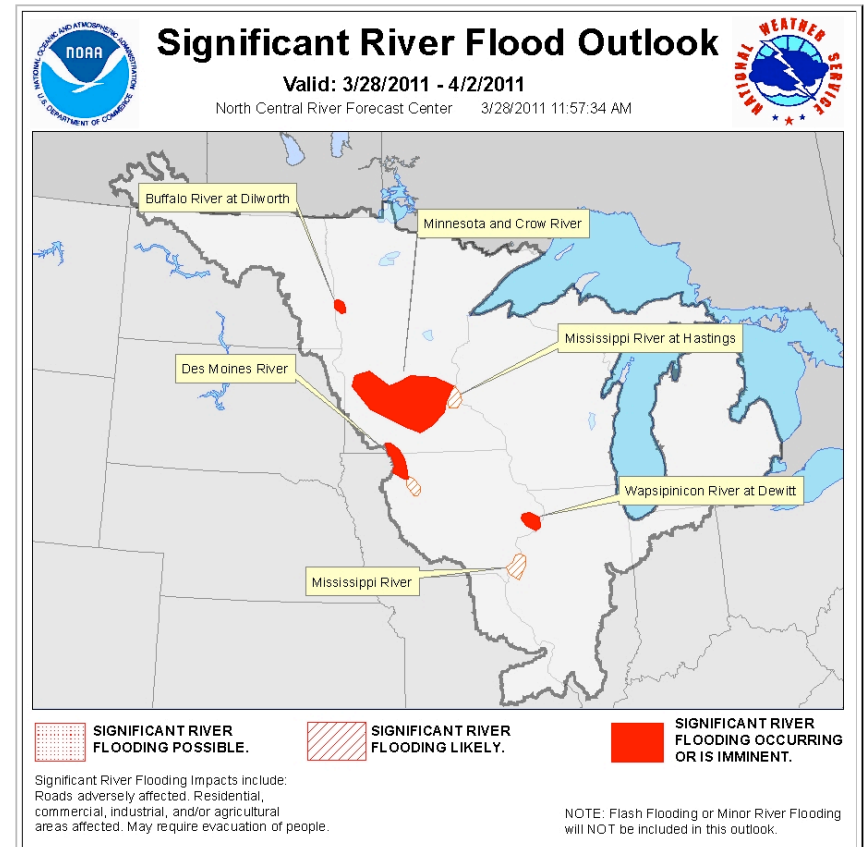 NATIONAL OCEANIC AND ATMOSPHERIC ADMINISTRATION
NOAA
U.S. DEPARTMENT OF COMMERCE
Significant River Flood Outlook
NATIONAL WEATHER SERVICE
Valid: 3/28/2011 - 4/2/2011
North Central River Forecast Center 3/28/2011 11:57:34 AM
Buffalo River at Dilworth
Minnesota and Crow River
Mississippi River at Hastings
Des Moines River
Wapsipinicon River at Dewitt
Mississippi River
SIGNIFICANT RIVER
FLOODING POSSIBLE.
SIGNIFICANT RIVER
FLOODING LIKELY.
SIGNIFICANT RIVER
FLOODING OCCURRING
OR IS IMMINENT.
Significant River Flooding Impacts include:
Roads adversely affected. Residential,
commercial, industrial, and/or agricultural
areas affected. May require evacuation of people.
NOTE: Flash Flooding or Minor River Flooding
will NOT be included in this outlook.